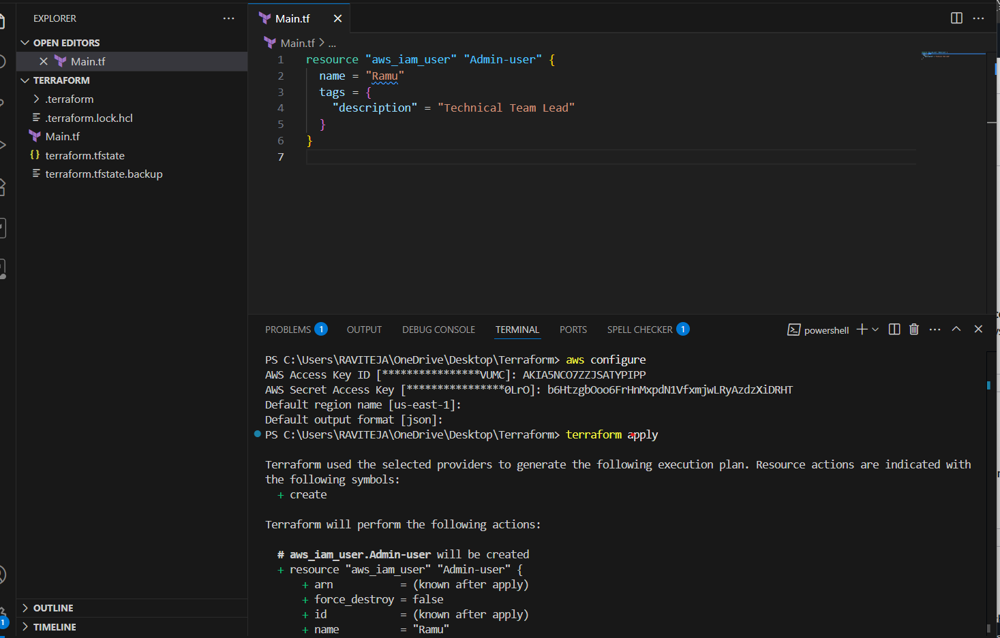 EXPLORER
OPEN EDITORS
Main.tf
TERRAFORM
.terraform
.terraform.lock.hcl
Main.tf
terraform.tfstate
terraform.tfstate.backup
OUTLINE
TIMELINE
1
Main.tf
Main.tf > ...
1 resource "aws_iam_user" "Admin-user" {
2 name = "Ramu"
3 tags = {
4 "description" = "Technical Team Lead"
5 }
6 }
7
PROBLEMS 1 OUTPUT DEBUG CONSOLE TERMINAL PORTS SPELL CHECKER 1 powershell
PS C:\Users\RAVITEJA\OneDrive\Desktop\Terraform> aws configure
AWS Access Key ID [****************VUMC]: AKIA5NCO7ZZJSATYPIPP
AWS Secret Access Key [****************0LrO]: 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
Default region name [us-east-1]:
Default output format [json]:
PS C:\Users\RAVITEJA\OneDrive\Desktop\Terraform> terraform apply
Terraform used the selected providers to generate the following execution plan. Resource actions are indicated with
the following symbols:
+ create
Terraform will perform the following actions:
# aws_iam_user.Admin-user will be created
+ resource "aws_iam_user" "Admin-user" {
+ arn = (known after apply)
+ force_destroy = false
+ id = (known after apply)
+ name = "Ramu"